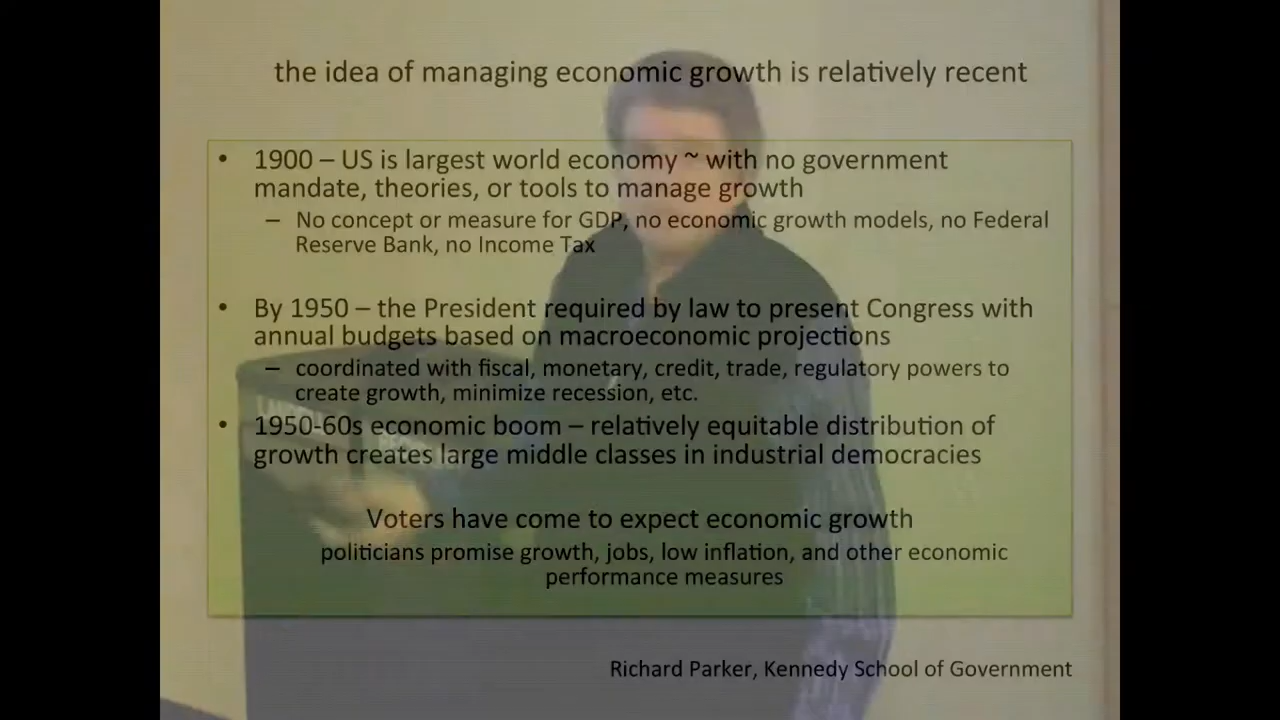 the idea of managing economic growth is relatively recent
• 1900 – US is largest world economy ~ with no government
mandate, theories, or tools to manage growth
– No concept or measure for GDP, no economic growth models, no Federal
Reserve Bank, no Income Tax
• By 1950 – the President required by law to present Congress with
annual budgets based on macroeconomic projections
– coordinated with fiscal, monetary, credit, trade, regulatory powers to
create growth, minimize recession, etc.
• 1950-60s economic boom – relatively equitable distribution of
growth creates large middle classes in industrial democracies
Voters have come to expect economic growth
politicians promise growth, jobs, low inflation, and other economic
performance measures
Richard Parker, Kennedy School of Government